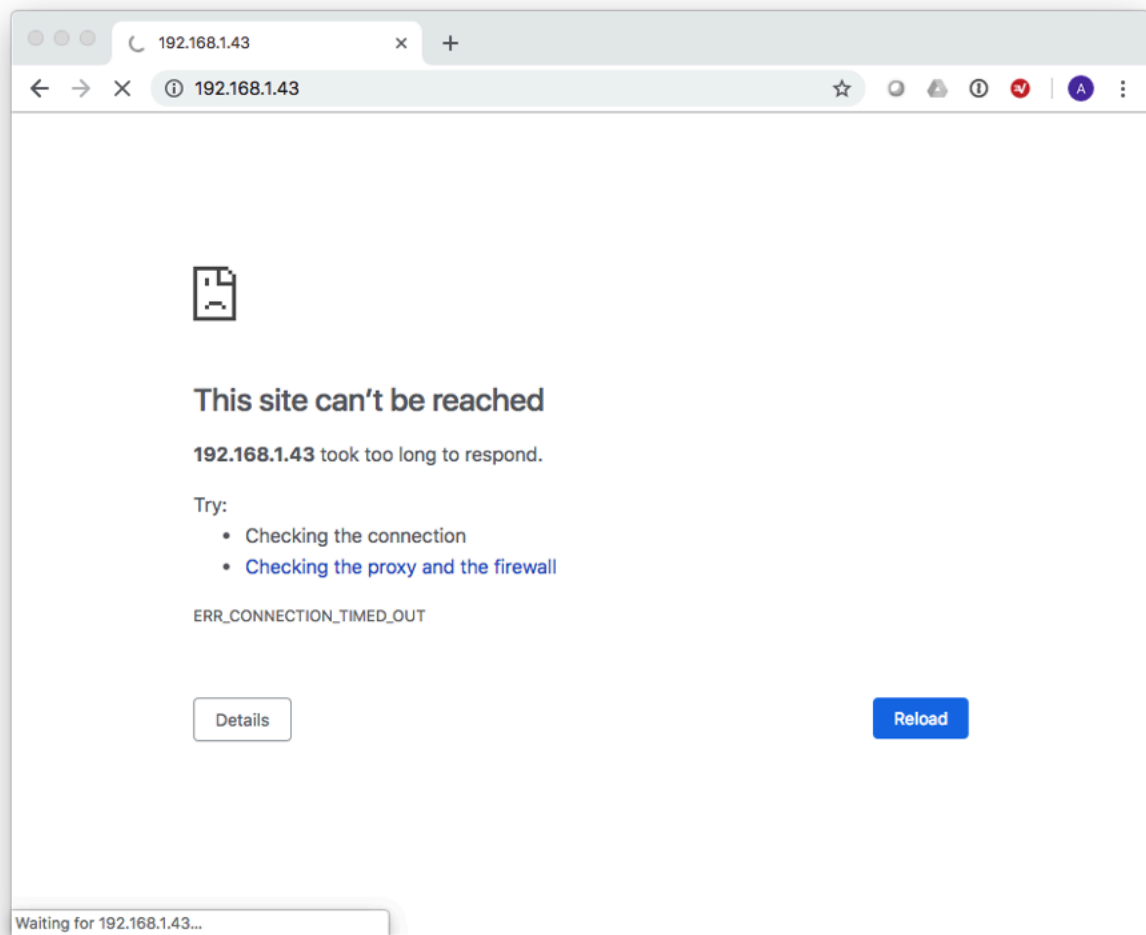 192.168.1.43
192.168.1.43
A
This site can’t be reached
192.168.1.43 took too long to respond.
Try:
• Checking the connection
• Checking the proxy and the firewall
ERR_CONNECTION_TIMED_OUT
Details
Reload
Waiting for 192.168.1.43...